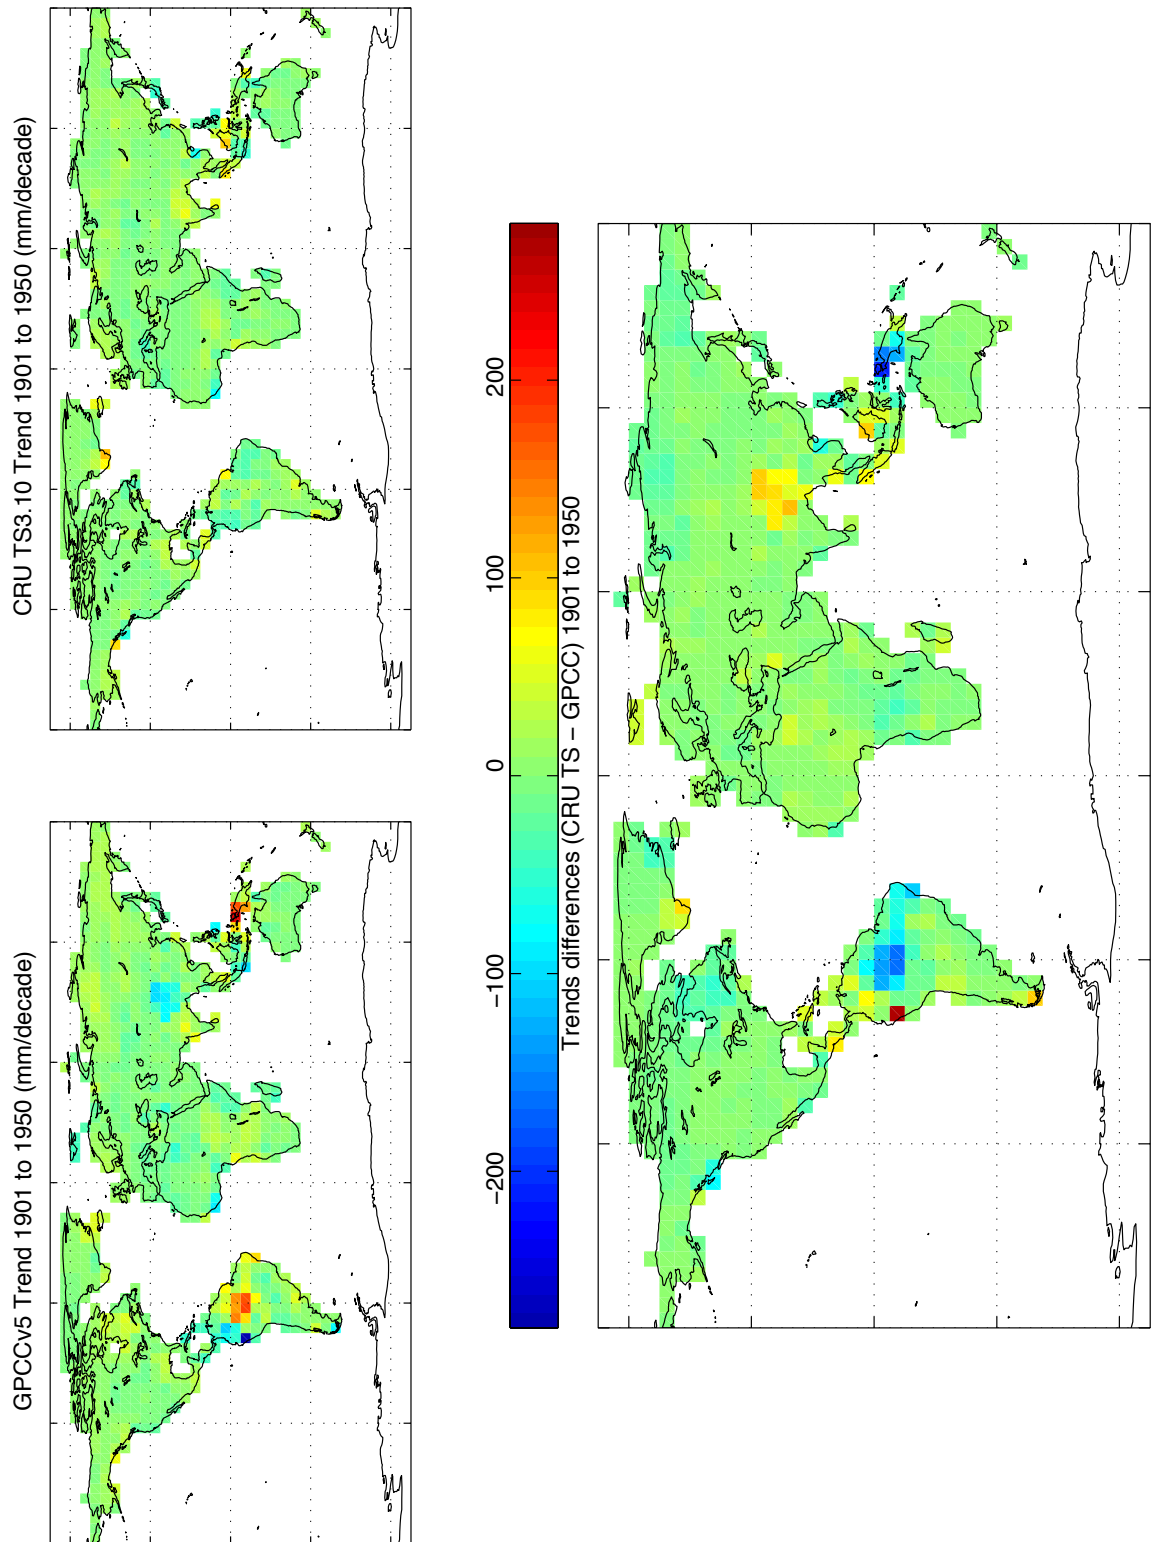 GPCCv5 Trend 1901 to 1950 (mm/decade)
CRU TS3.10 Trend 1901 to 1950 (mm/decade)
−200
−100
0
100
200
Trends differences (CRU TS − GPCC) 1901 to 1950